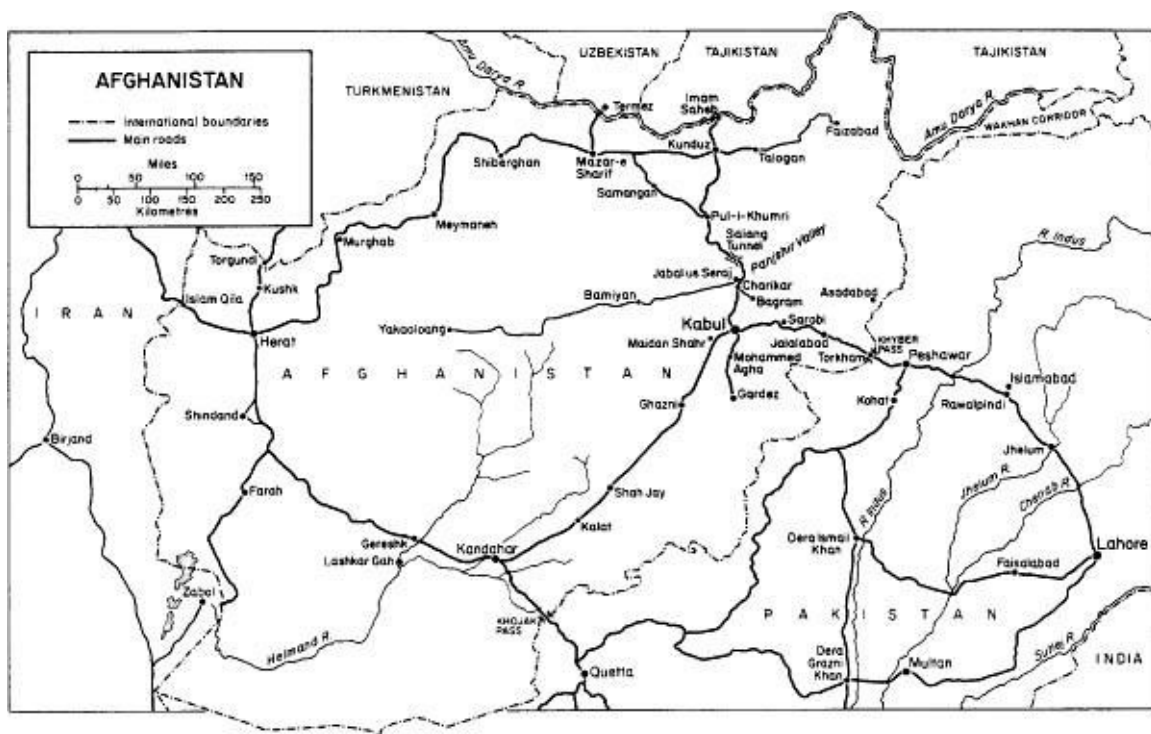 AFGHANISTAN
International boundaries
Main roads
Miles
0 50 100 150
0 50 100 150 200 250
Kilometres
UZBEKISTAN
TAJIKISTAN
TAJIKISTAN
TURKMENISTAN
Amu Darya R.
Termez
Imam
Saheb
Faizabad
Amu Darya R.
WAKHAN CORRIDOR
Shiberghan
Mazar-e
Sharif
Kunduz
Talogan
Samangan
Pul-i-Khumri
Meymaneh
Murghab
Salang
Tunnel
Panjshir Valley
R. Indus
Torgundi
Kushk
Islam Qila
Jabal us Seraj
Charikar
Bagram
Asadabad
Bamiyan
IRAN
Herat
Yakaolang
Kabul
Sarobi
Maidan Shahr
Jalalabad
KHYBER
PASS
Torkham
Peshawar
Mohammed
Agha
AFGHANISTAN
Islamabad
Gardez
Ghazni
Kohat
Rawalpindi
Shindand
Birjand
Jhelum
Farah
Shah Jay
Jhelum R.
Chenab R.
R. Indus
Kalat
Gereshk
Kandahar
Dera Ismail
Khan
Lahore
Lashkar Gah
Faisalabad
Zabol
PAKISTAN
KHOJAK
PASS
Helmand R.
Sutlej R.
Quetta
Dera
Grazni
Khan
Multan
INDIA